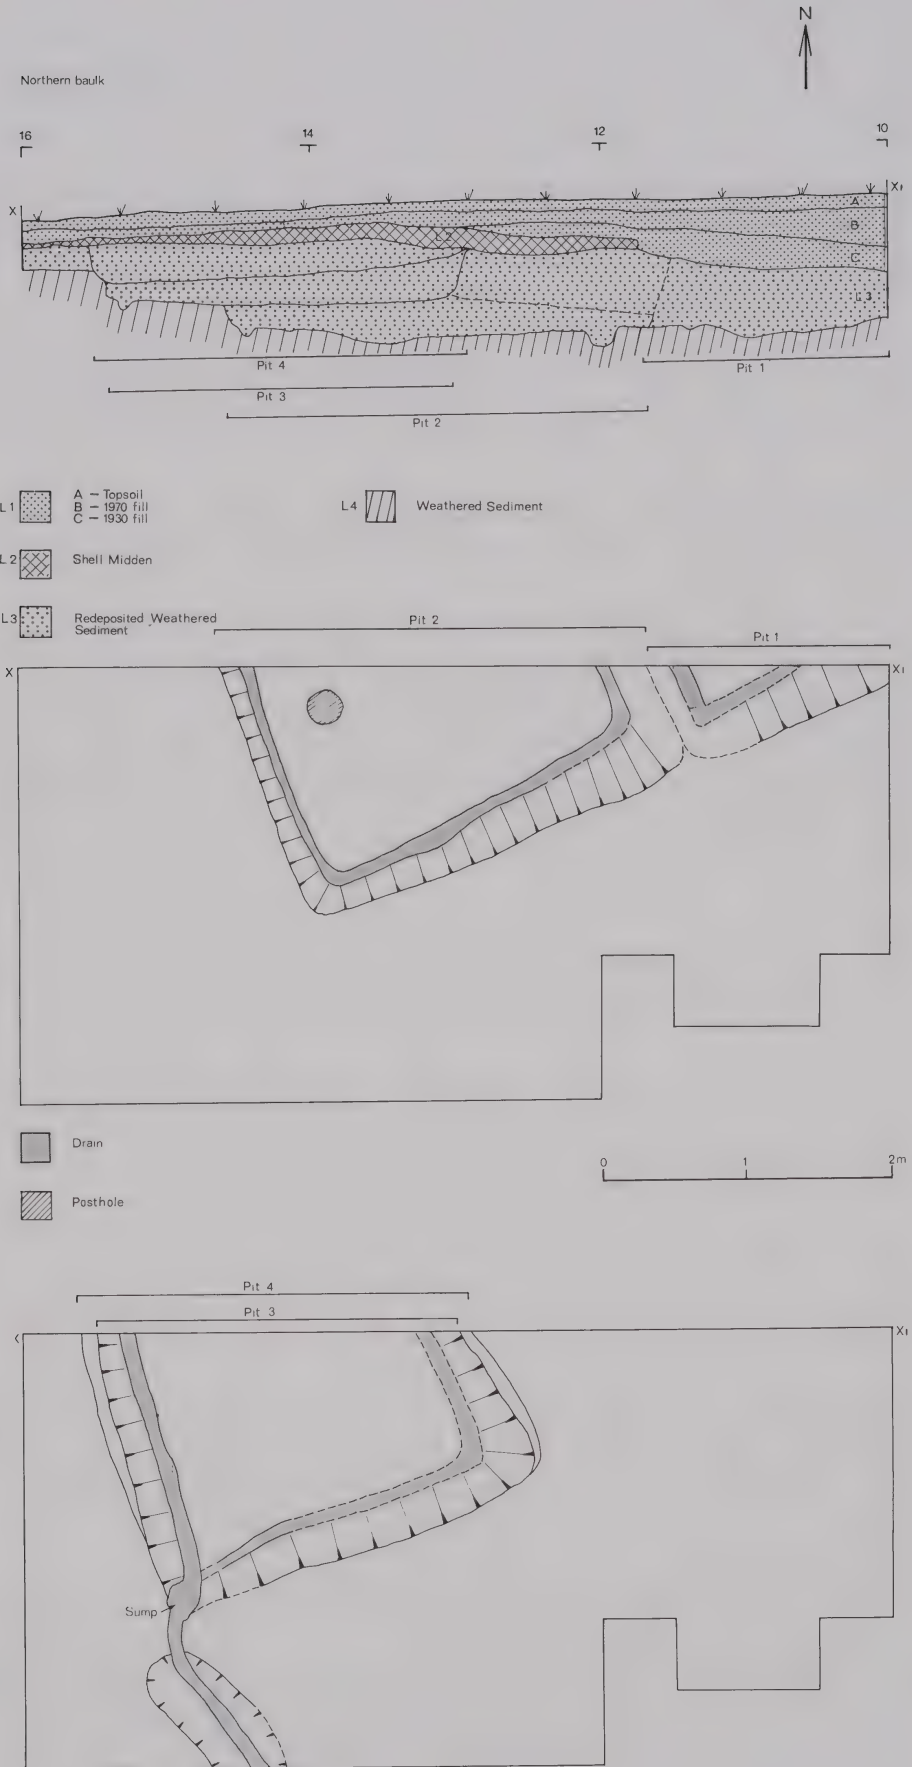 N
Northern baulk
16 14 12 10
X X1
A
B
C
L3
Pit 4
Pit 1
Pit 3
Pit 2
L1 A – Topsoil
B – 1970 fill
C – 1930 fill
L4 Weathered Sediment
L2 Shell Midden
L3 Redeposited Weathered
Sediment
Pit 2
Pit 1
X X1
Drain
0 1 2m
Posthole
Pit 4
Pit 3
X1
Sump